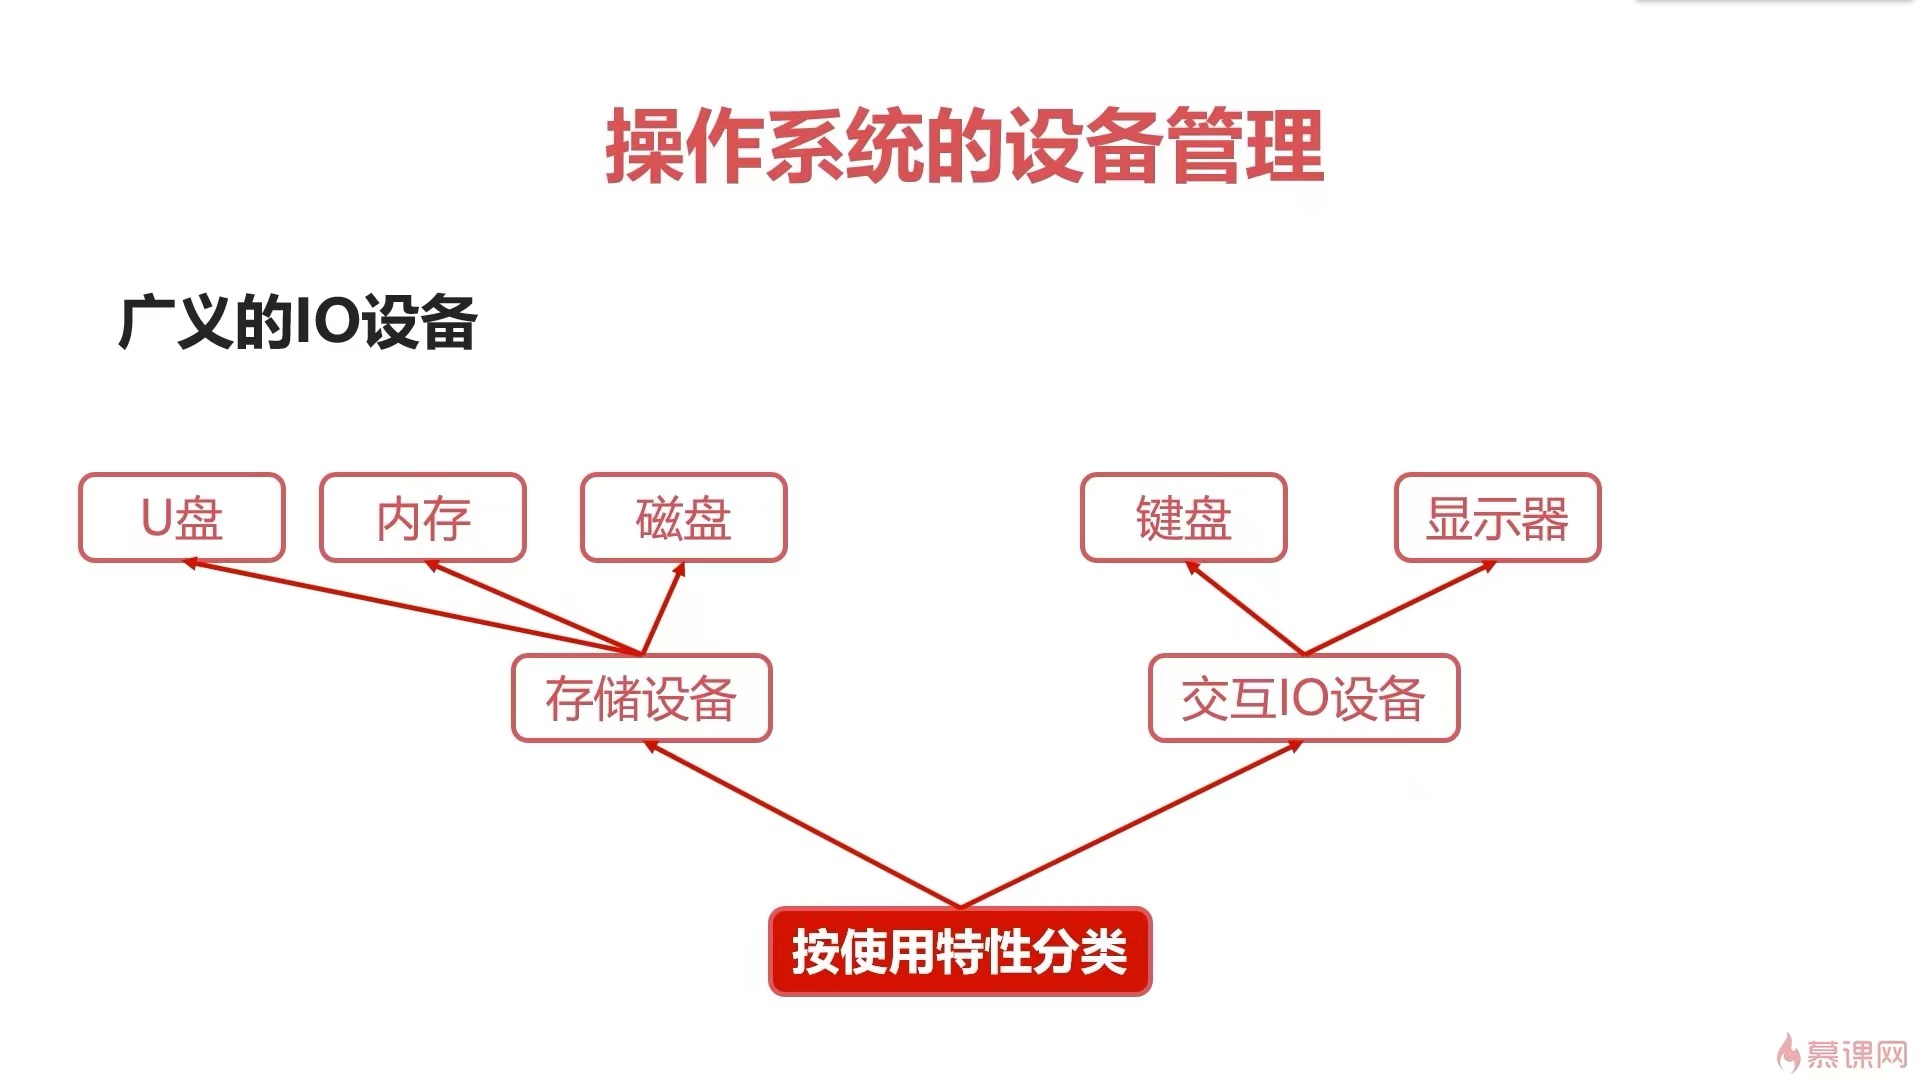 操作系统的设备管理
广义的IO设备
U盘
内存
磁盘
键盘
显示器
存储设备
交互IO设备
按使用特性分类
慕课网